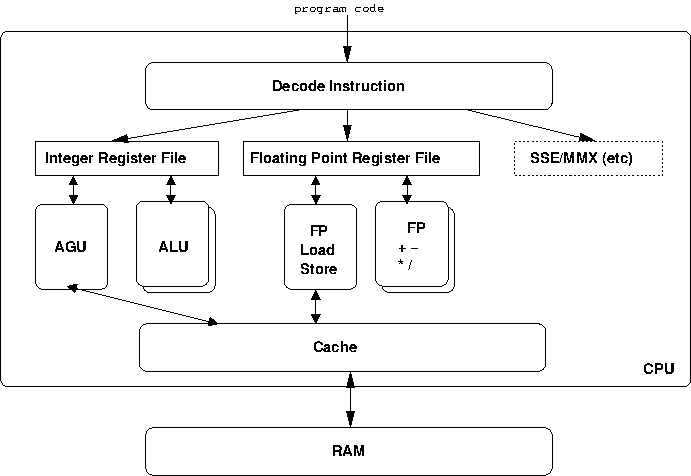 program code
Decode Instruction
Integer Register File
Floating Point Register File
SSE/MMX (etc)
AGU
ALU
FP
Load
Store
FP
+ −
* /
Cache
CPU
RAM